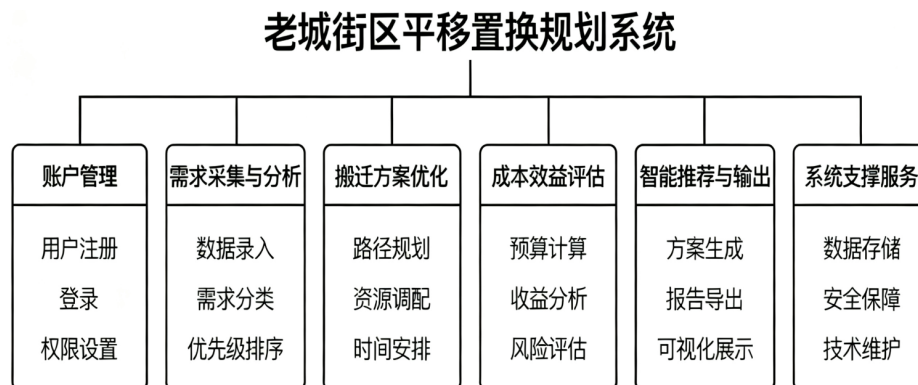 老城街区平移置换规划系统
账户管理
用户注册
登录
权限设置
需求采集与分析
数据录入
需求分类
优先级排序
搬迁方案优化
路径规划
资源调配
时间安排
成本效益评估
预算计算
收益分析
风险评估
智能推荐与输出
方案生成
报告导出
可视化展示
系统支撑服务
数据存储
安全保障
技术维护